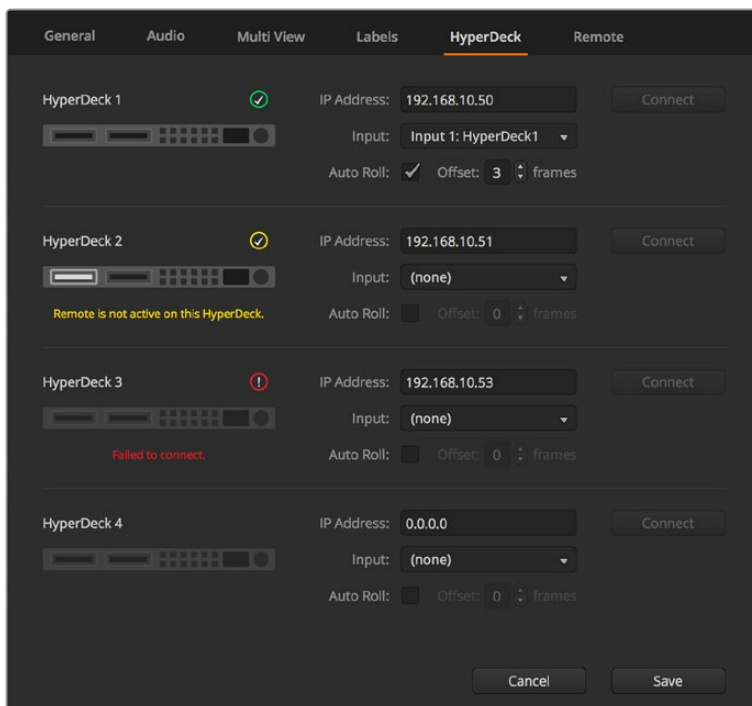 General Audio Multi View Labels HyperDeck Remote
HyperDeck 1 IP Address: 192.168.10.50 Connect
Input: Input 1: HyperDeck1
Auto Roll: Offset: 3 frames
HyperDeck 2 IP Address: 192.168.10.51 Connect
Input: (none)
Remote is not active on this HyperDeck. Auto Roll: Offset: 0 frames
HyperDeck 3 IP Address: 192.168.10.53 Connect
Input: (none)
Failed to connect. Auto Roll: Offset: 0 frames
HyperDeck 4 IP Address: 0.0.0.0 Connect
Input: (none)
Auto Roll: Offset: 0 frames
Cancel Save